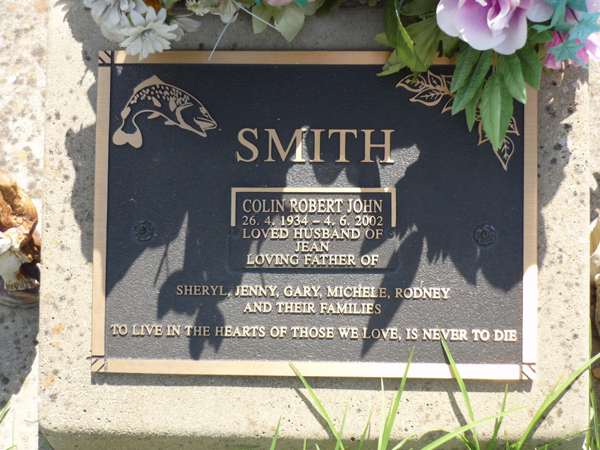 SMITH
COLIN ROBERT JOHN
26. 4. 1934 – 4. 6. 2002
LOVED HUSBAND OF
JEAN
LOVING FATHER OF
SHERYL, JENNY, GARY, MICHELE, RODNEY
AND THEIR FAMILIES
TO LIVE IN THE HEARTS OF THOSE WE LOVE, IS NEVER TO DIE